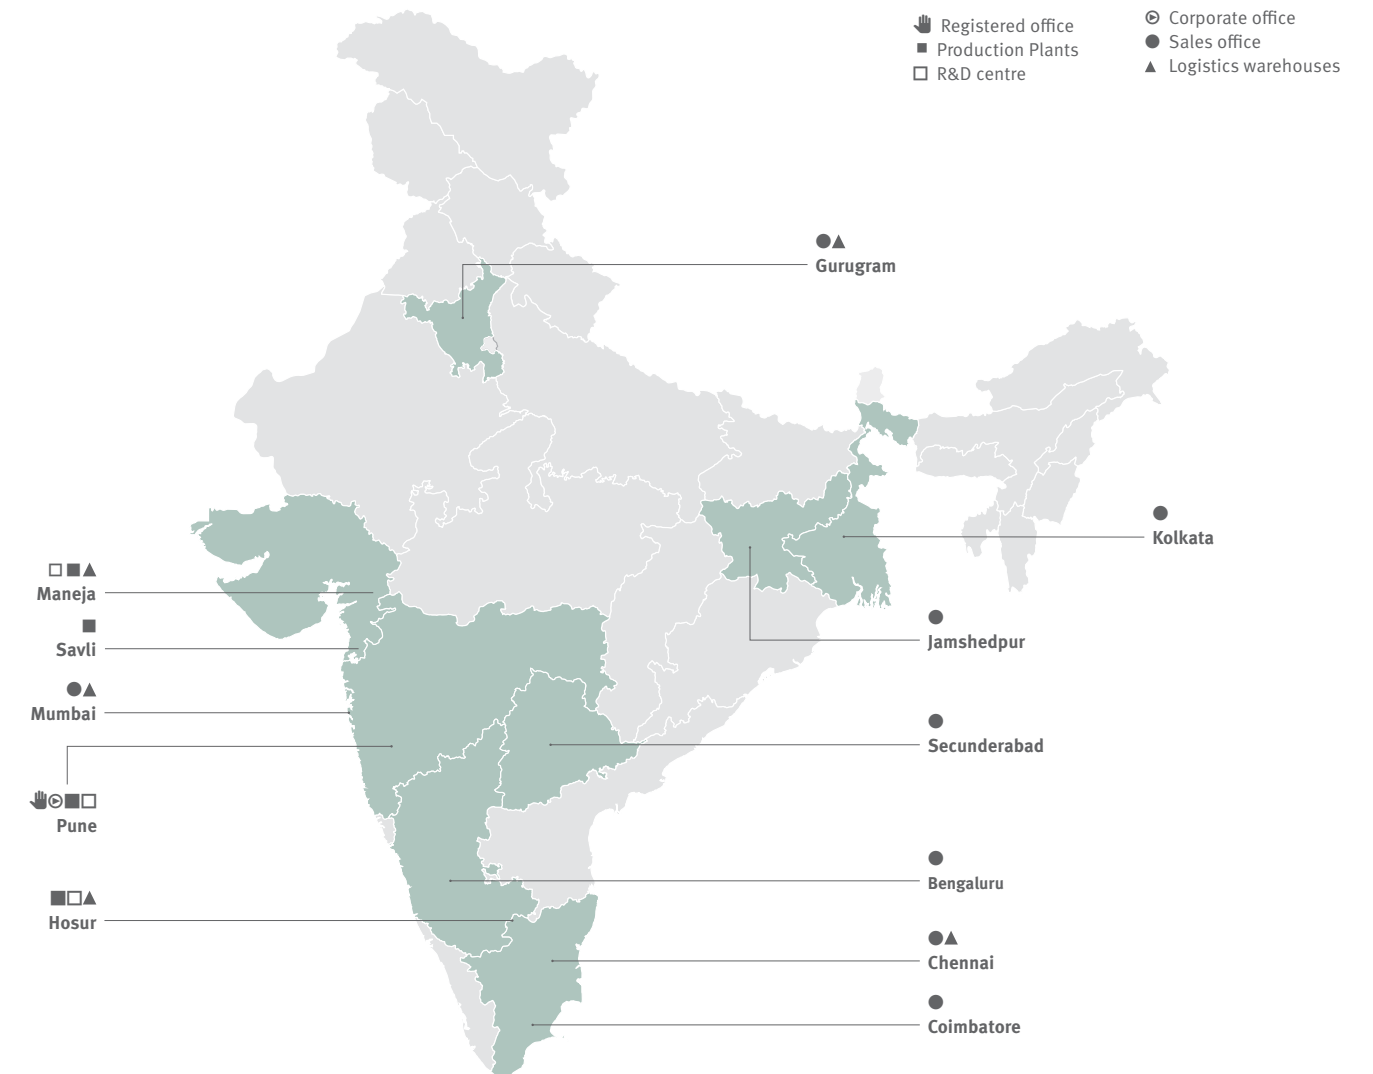 Registered office
Production Plants
R&D centre
Corporate office
Sales office
Logistics warehouses
Gurugram
Kolkata
Maneja
Savli
Jamshedpur
Mumbai
Secunderabad
Pune
Bengaluru
Hosur
Chennai
Coimbatore